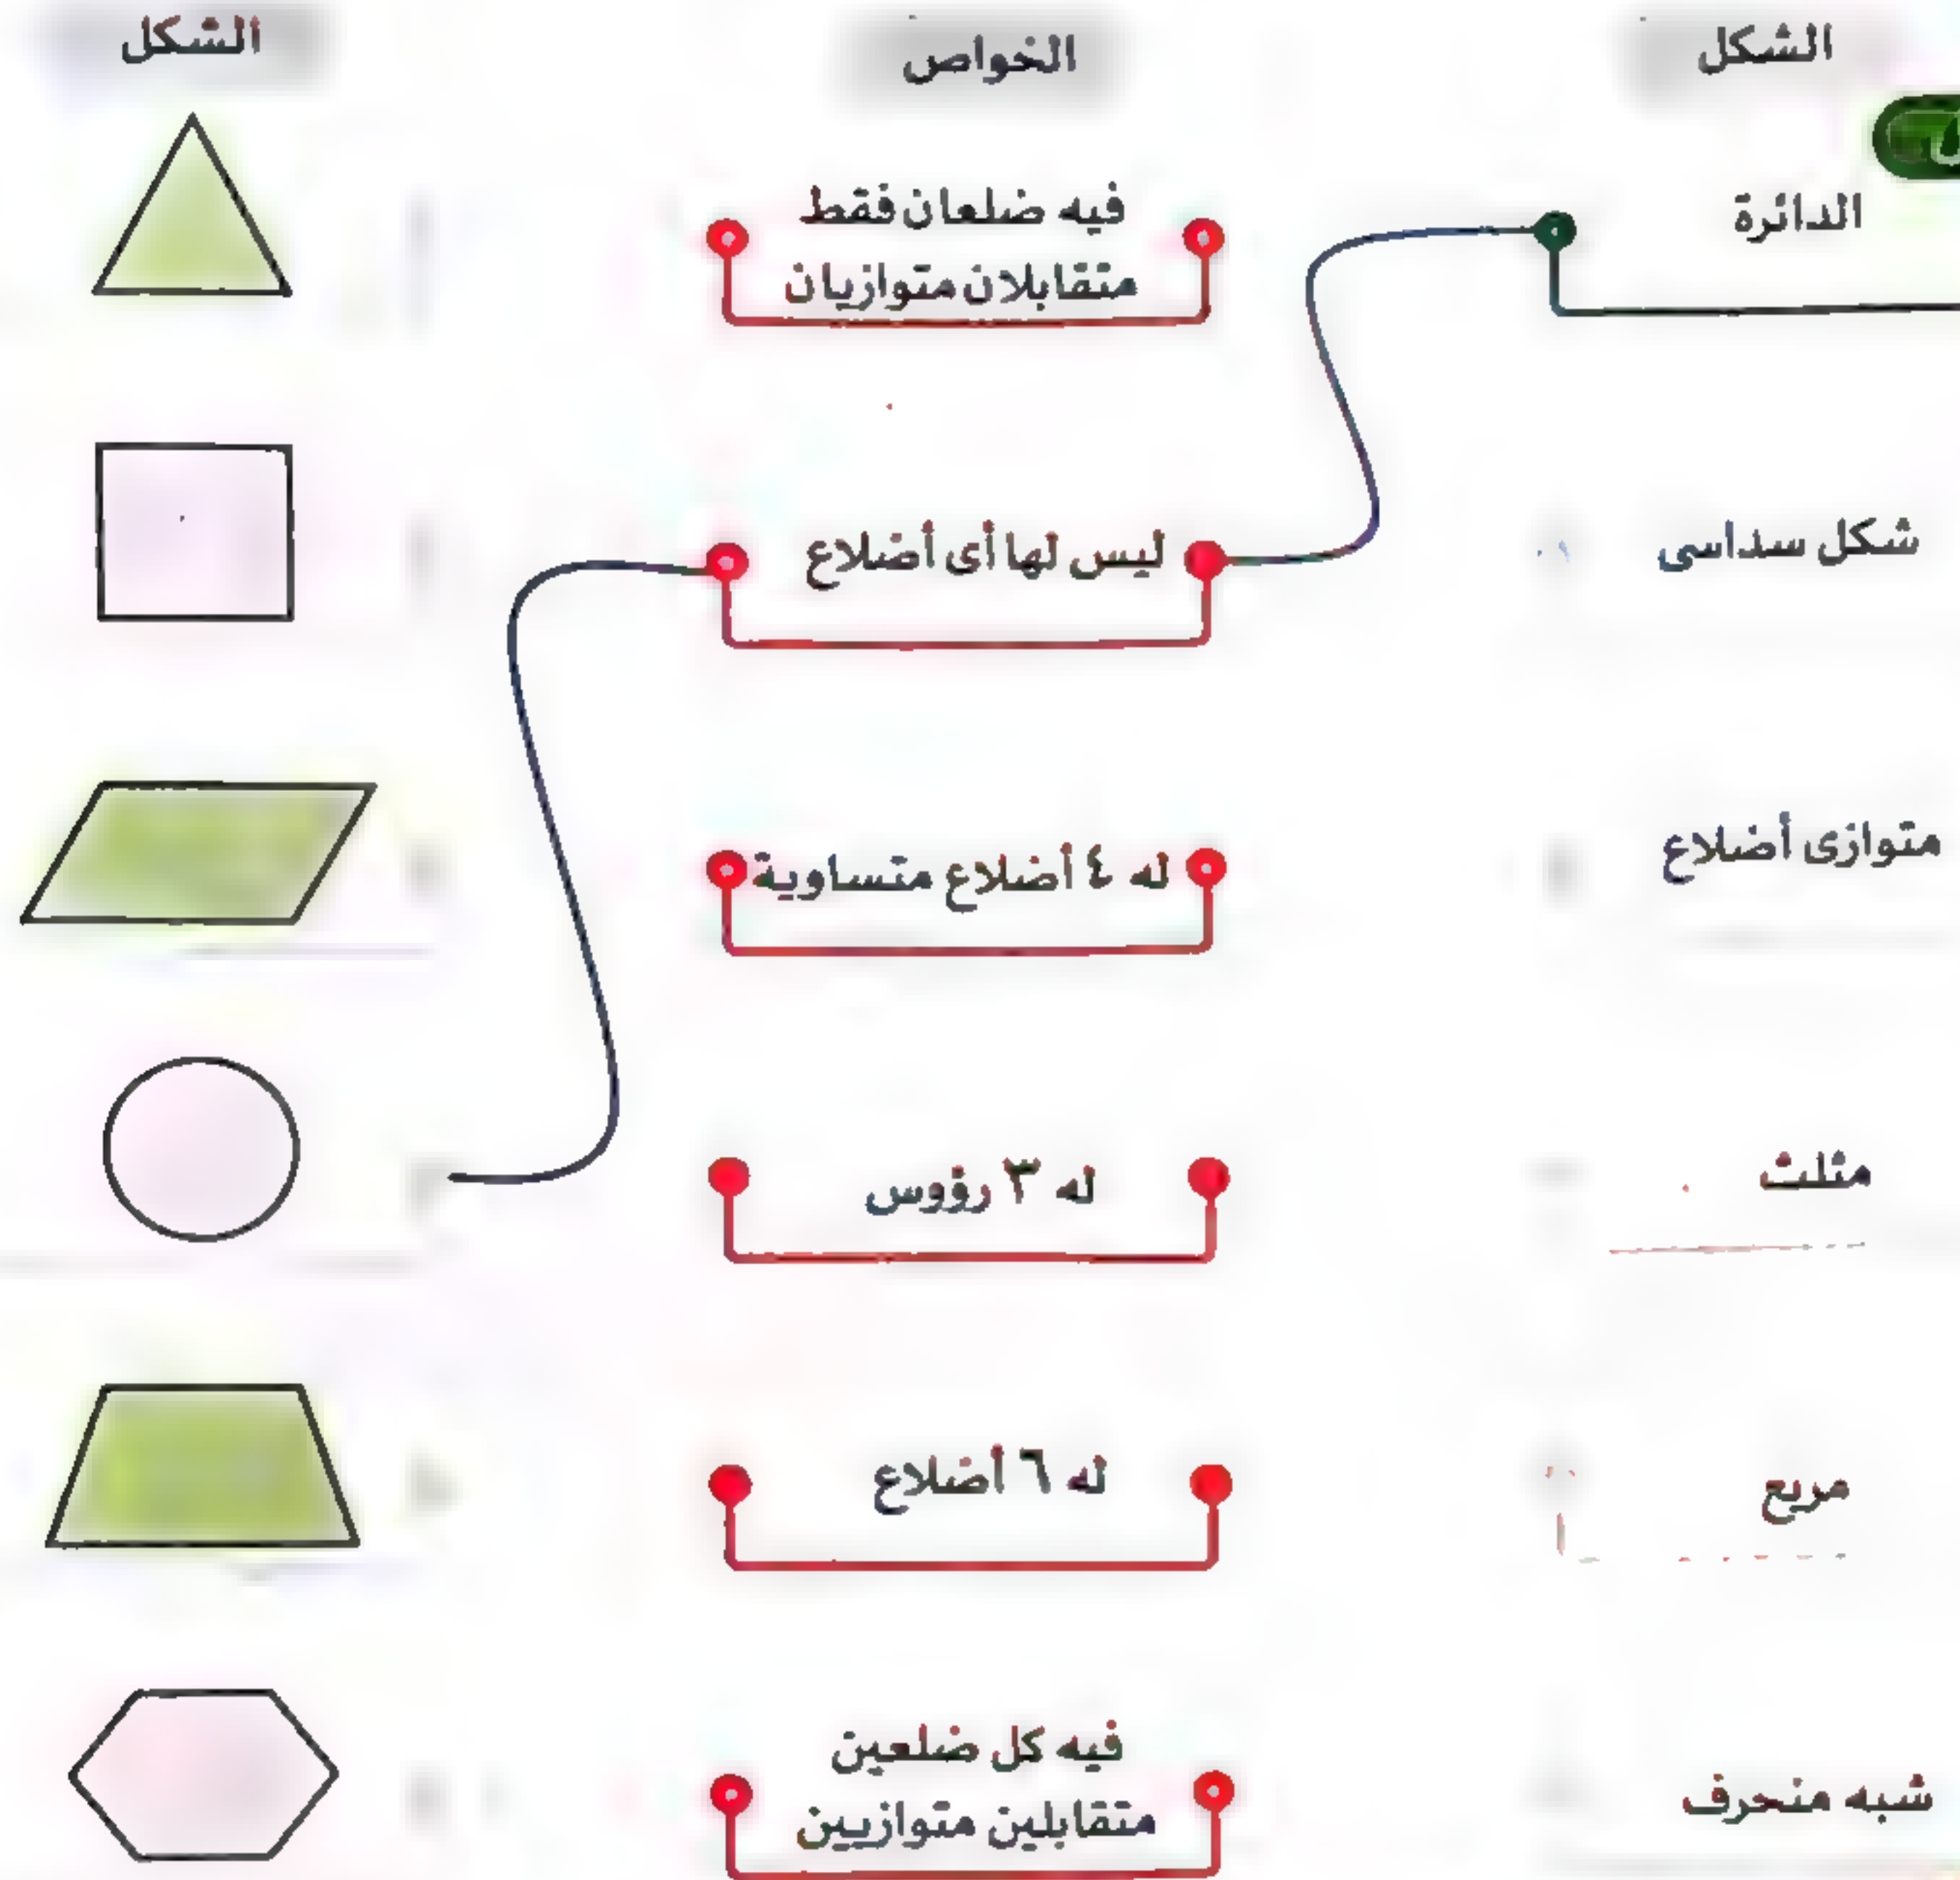 الشكل
الخواص
الشكل
الدائرة
فيه ضلعان فقط
متقابلان متوازيان
شكل سداسى
ليس لها أى أضلاع
متوازى أضلاع
له ٤ أضلاع متساوية
مثلث
له ٣ رؤوس
مربع
له ٦ أضلاع
شبه منحرف
فيه كل ضلعين
متقابلين متوازيين